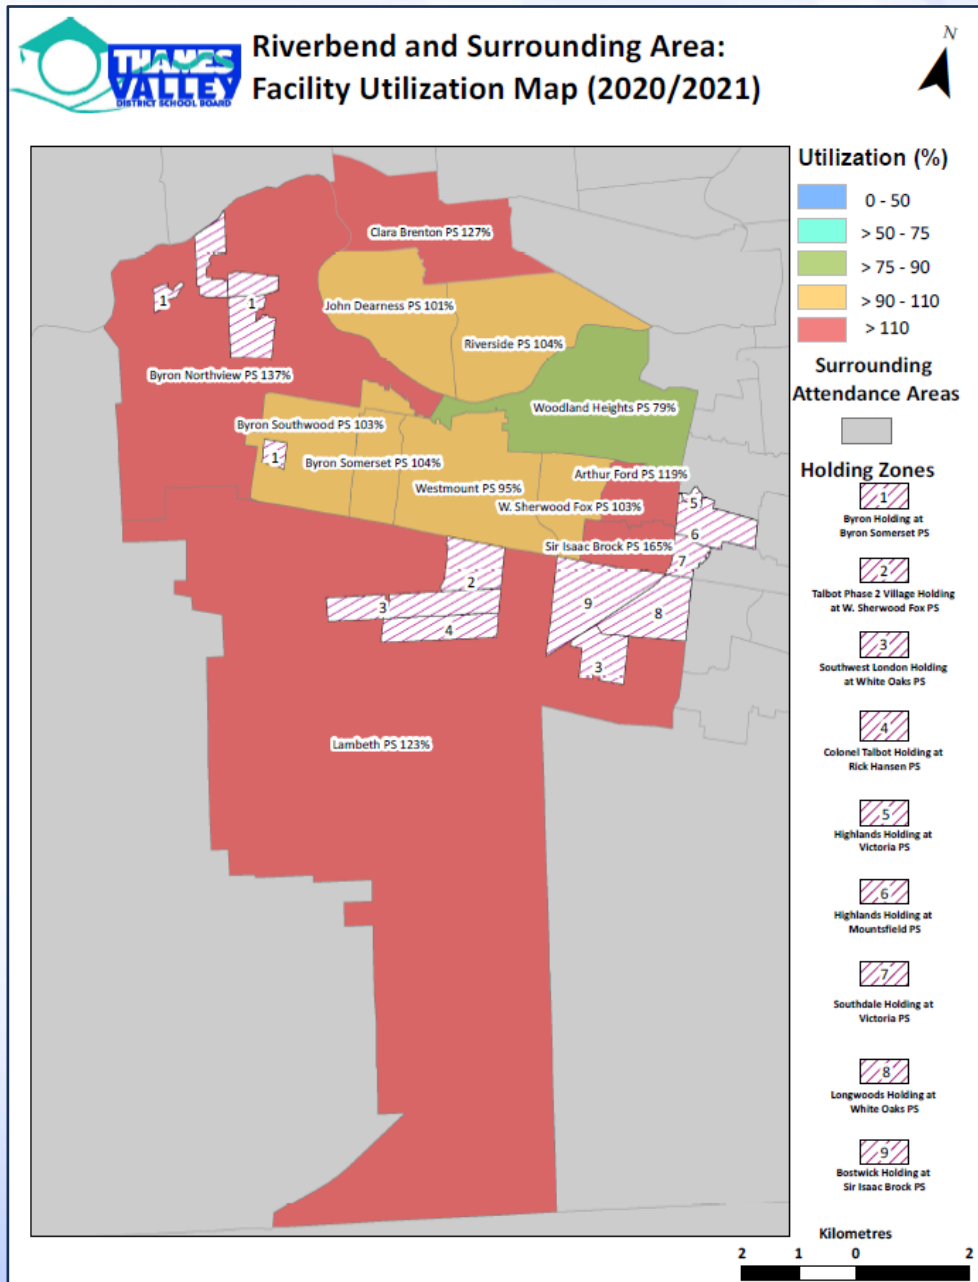 THAMES
VALLEY
DISTRICT SCHOOL BOARD
Riverbend and Surrounding Area:
Facility Utilization Map (2020/2021)
N
Clara Brenton PS 127%
John Dearness PS 101%
1
1
Riverside PS 104%
Byron Northview PS 137%
Woodland Heights PS 79%
Byron Southwood PS 103%
1
Byron Somerset PS 104%
Arthur Ford PS 119%
Westmount PS 95%
5
W. Sherwood Fox PS 103%
6
Sir Isaac Brock PS 165%
7
2
3
9
8
4
3
Lambeth PS 123%
Utilization (%)
0 - 50
> 50 - 75
> 75 - 90
> 90 - 110
> 110
Surrounding
Attendance Areas
Holding Zones
1
Byron Holding at
Byron Somerset PS
2
Talbot Phase 2 Village Holding
at W. Sherwood Fox PS
3
Southwest London Holding
at White Oaks PS
4
Colonel Talbot Holding at
Rick Hansen PS
5
Highlands Holding at
Victoria PS
6
Highlands Holding at
Mountsfield PS
7
Southdale Holding at
Victoria PS
8
Longwoods Holding at
White Oaks PS
9
Bostwick Holding at
Sir Isaac Brock PS
Kilometres
2 1 0 2